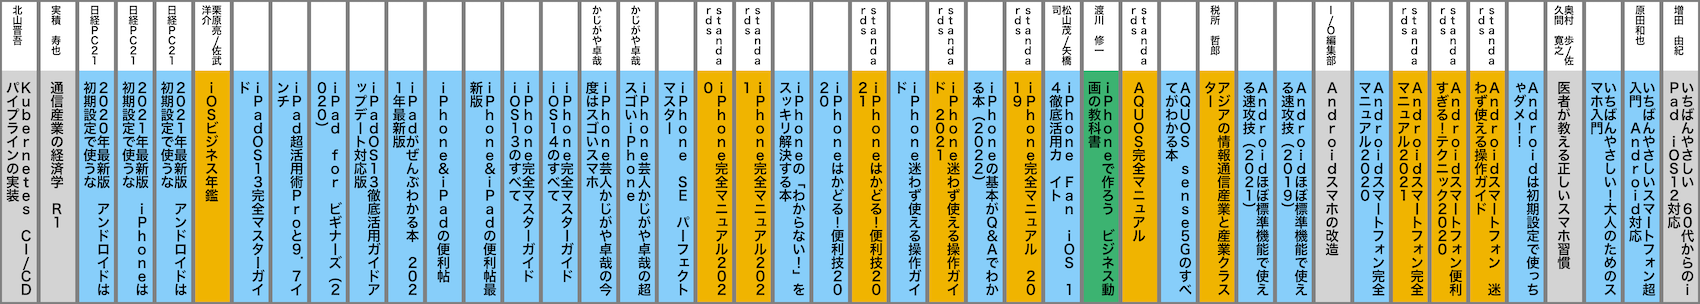 増田 由紀
いちばんやさしい 60代からのi
Pad iOS12対応
原田和也
いちばんやさしいスマートフォン超
入門 Android対応
いちばんやさしい!大人のためのス
マホ入門
奥村 歩/佐
久間 寛之
医者が教える正しいスマホ習慣
Androidは初期設定で使っち
ゃダメ!!
standa
rds
Androidスマートフォン 迷
わず使える操作ガイド
standa
rds
Androidスマートフォン便利
すぎる!テクニック2020
standa
rds
Androidスマートフォン完全
マニュアル2021
Androidスマートフォン完全
マニュアル2020
I/O編集部
Androidスマホの改造
Androidほぼ標準機能で使え
る速攻技(2019)
Androidほぼ標準機能で使え
る速攻技(2021)
税所 哲郎
アジアの情報通信産業と産業クラス
ター
AQUOS sense5Gのすべ
てがわかる本
AQUOS完全マニュアル
渡川 修一
iPhoneで作ろう ビジネス動
画の教科書
松山茂/矢橋
司
iPhone Fan iOS 1
4徹底活用ガイド
standa
rds
iPhone完全マニュアル 20
19
iPhoneの基本がQ&Aでわか
る本(2022)
standa
rds
iPhone迷わず使える操作ガイ
ド 2021
iPhone迷わず使える操作ガイ
ド
standa
rds
iPhoneはかどる!便利技20
21
iPhoneはかどる!便利技20
20
iPhoneの「わからない!」を
スッキリ解決する本
standa
rds
iPhone完全マニュアル202
1
standa
rds
iPhone完全マニュアル202
0
iPhone SE パーフェクト
マスター
かじがや卓哉
iPhone芸人かじがや卓哉の超
スゴいiPhone
かじがや卓哉
iPhone芸人かじがや卓哉の今
度はスゴいスマホ
iPhone完全マスターガイド
iOS14のすべて
iPhone完全マスターガイド
iOS13のすべて
iPhone&iPadの便利帖最
新版
iPhone&iPadの便利帖
iPadがぜんぶわかる本 202
1年最新版
iPadOS13徹底活用ガイドア
ップデート対応版
iPad for ビギナーズ(2
020)
iPad超活用術Proと9.7イ
ンチ
iPadOS13完全マスターガイ
ド
栗原亮/佐武
洋介
iOSビジネス年鑑
日経PC21
2021年最新版 アンドロイドは
初期設定で使うな
日経PC21
2021年最新版 iPhoneは
初期設定で使うな
日経PC21
2020年最新版 アンドロイドは
初期設定で使うな
実積 寿也
通信産業の経済学 R1
北山晋吾
Kubernetes CI/CD
パイプラインの実装